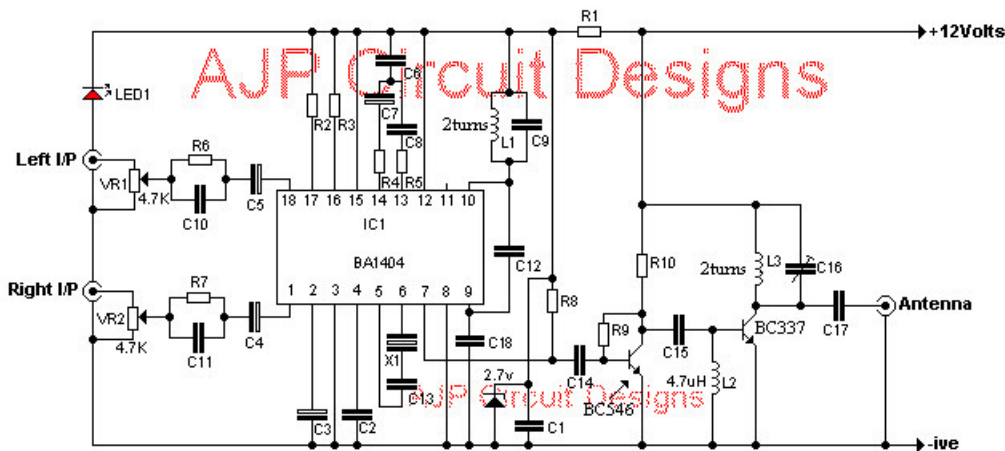 R1
+12Volts
AJP Circuit Designs
LED1
C6
C7
C8
R2
R3
R4
R5
2turns
L1
C9
Left I/P
VR1
4.7K
R6
C10
C5
18 17 16 15 14 13 12 11 10
IC1
BA1404
1 2 3 4 5 6 7 8 9
C12
R10
2turns
L3
C16
Right I/P
VR2
4.7K
R7
C11
C4
R8
R9
C15
BC337
C17
Antenna
X1
C18
C13
2.7v
C14
BC546
4.7uH
L2
AJP Circuit Designs
C3
C2
C1
-ive